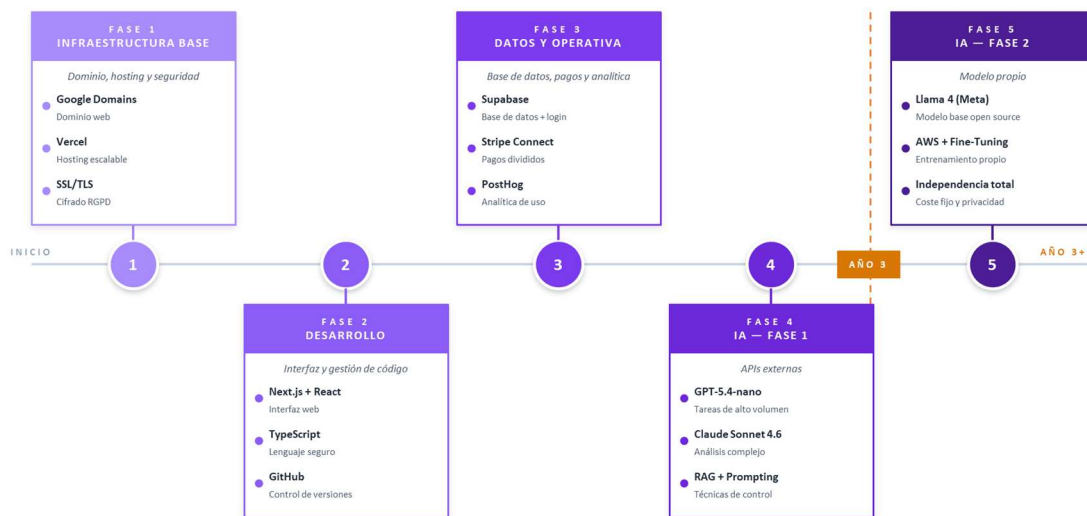 FASE 1
INFRAESTRUCTURA BASE
Dominio, hosting y seguridad
Google Domains
Dominio web
Vercel
Hosting escalable
SSL/TLS
Cifrado RGPD
FASE 3
DATOS Y OPERATIVA
Base de datos, pagos y analítica
Supabase
Base de datos + login
Stripe Connect
Pagos divididos
PostHog
Analítica de uso
FASE 5
IA — FASE 2
Modelo propio
Llama 4 (Meta)
Modelo base open source
AWS + Fine-Tuning
Entrenamiento propio
Independencia total
Coste fijo y privacidad
INICIO
1
2
3
4
AÑO 3
5
AÑO 3+
FASE 2
DESARROLLO
Interfaz y gestión de código
Next.js + React
Interfaz web
TypeScript
Lenguaje seguro
GitHub
Control de versiones
FASE 4
IA — FASE 1
APIs externas
GPT-5.4-nano
Tareas de alto volumen
Claude Sonnet 4.6
Análisis complejo
RAG + Prompting
Técnicas de control